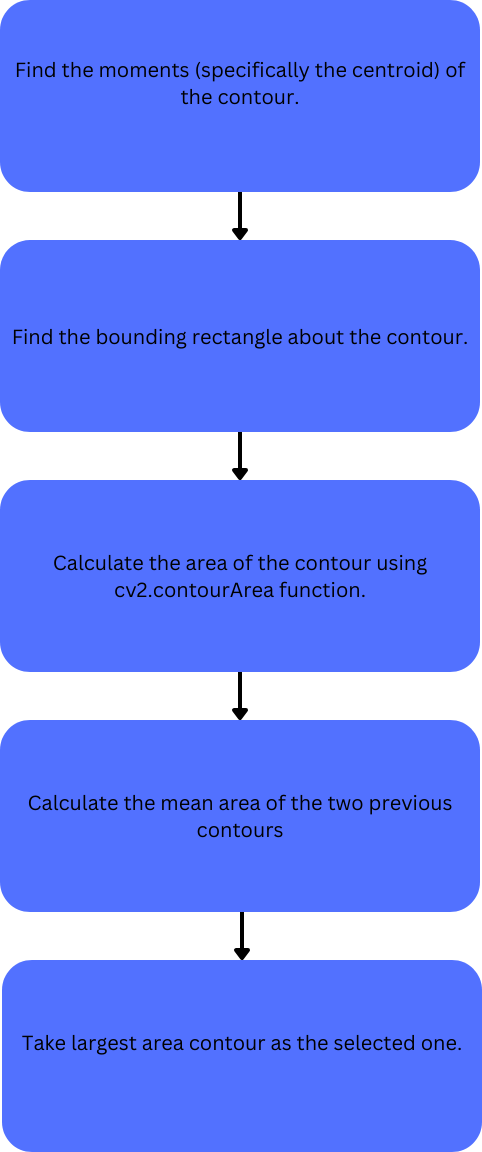 Find the moments (specifically the centroid) of
the contour.
Find the bounding rectangle about the contour.
Calculate the area of the contour using
cv2.contourArea function.
Calculate the mean area of the two previous
contours
Take largest area contour as the selected one.